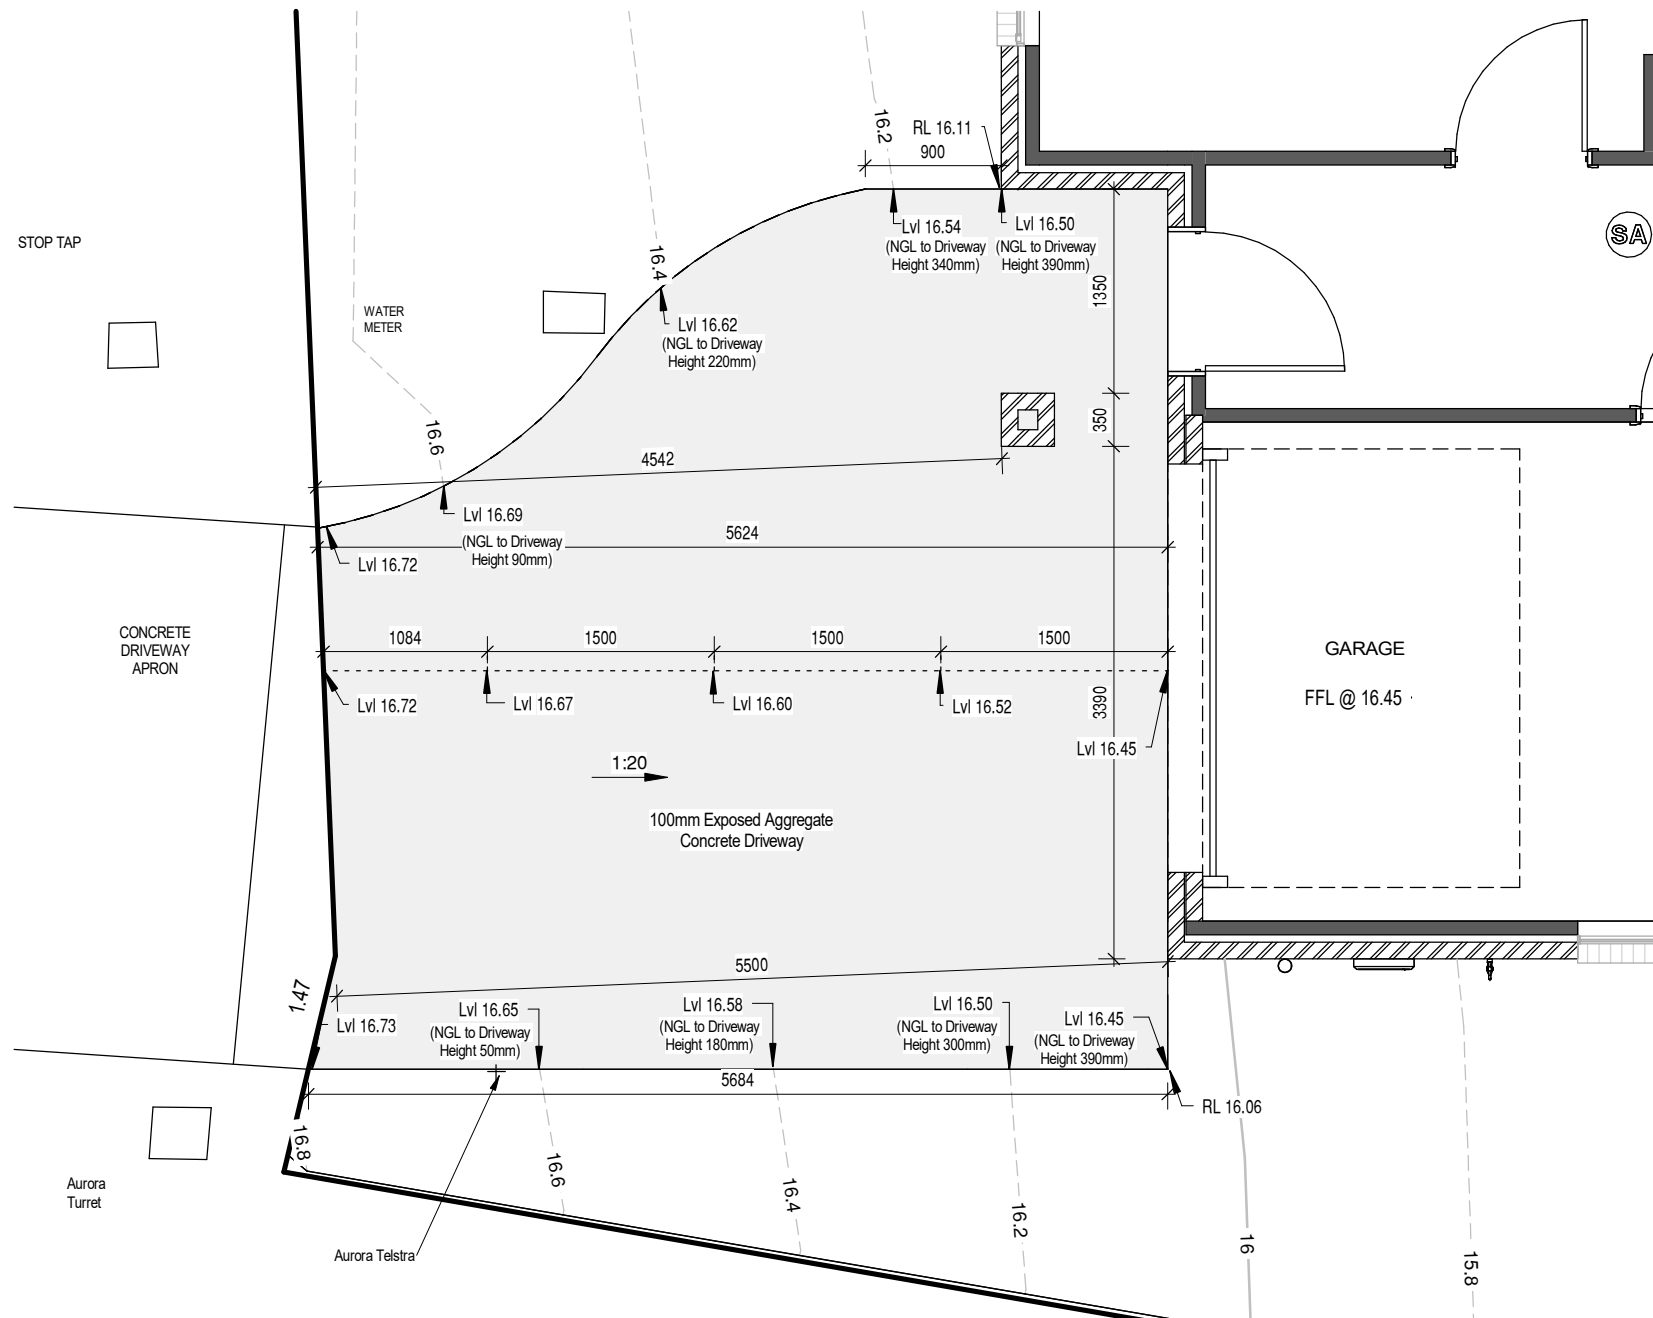 16.2
RL 16.11
900
STOP TAP
SA
Lvl 16.54
(NGL to Driveway
Height 340mm)
Lvl 16.50
(NGL to Driveway
Height 390mm)
16.4
1350
WATER
METER
Lvl 16.62
(NGL to Driveway
Height 220mm)
350
16.6
4542
Lvl 16.69
(NGL to Driveway
Height 90mm)
5624
Lvl 16.72
CONCRETE
DRIVEWAY
APRON
1084
1500
1500
1500
GARAGE
FFL @ 16.45
Lvl 16.72
Lvl 16.67
Lvl 16.60
Lvl 16.52
3390
Lvl 16.45
1:20
100mm Exposed Aggregate
Concrete Driveway
5500
1.47
Lvl 16.73
Lvl 16.65
(NGL to Driveway
Height 50mm)
Lvl 16.58
(NGL to Driveway
Height 180mm)
Lvl 16.50
(NGL to Driveway
Height 300mm)
Lvl 16.45
(NGL to Driveway
Height 390mm)
5684
RL 16.06
16.8
16.6
16.4
16.2
16
15.8
Aurora
Turret
Aurora Telstra